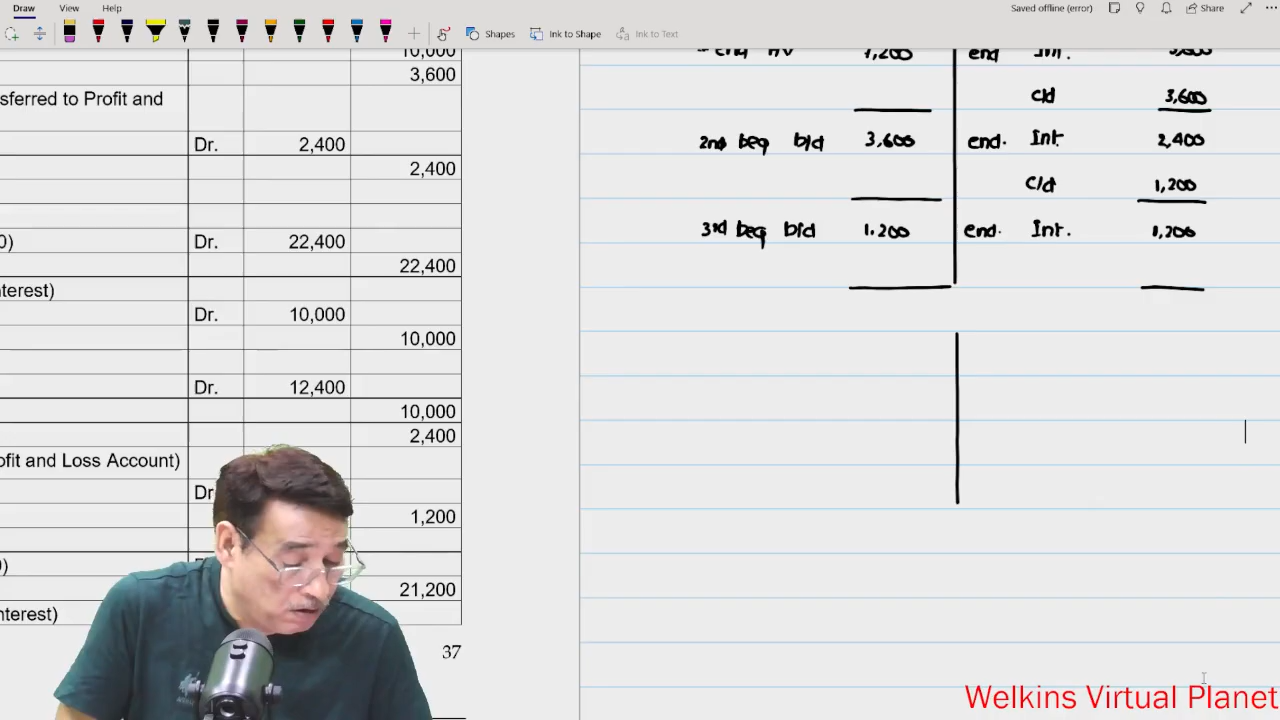 Draw View Help Saved offline (error) Share
Shapes Ink to Shape Ink to Text
10,000
3,600
sferred to Profit and
Dr. 2,400
2,400
0) Dr. 22,400
22,400
terest)
Dr. 10,000
10,000
Dr. 12,400
10,000
2,400
ofit and Loss Account)
Dr
1,200
0)
21,200
nterest)
37
1,200 end Int.
c/d 3,600
2nd beq b/d 3,600 end. Int. 2,400
c/d 1,200
3rd beq b/d 1.200 end. Int. 1,200
Welkins Virtual Planet